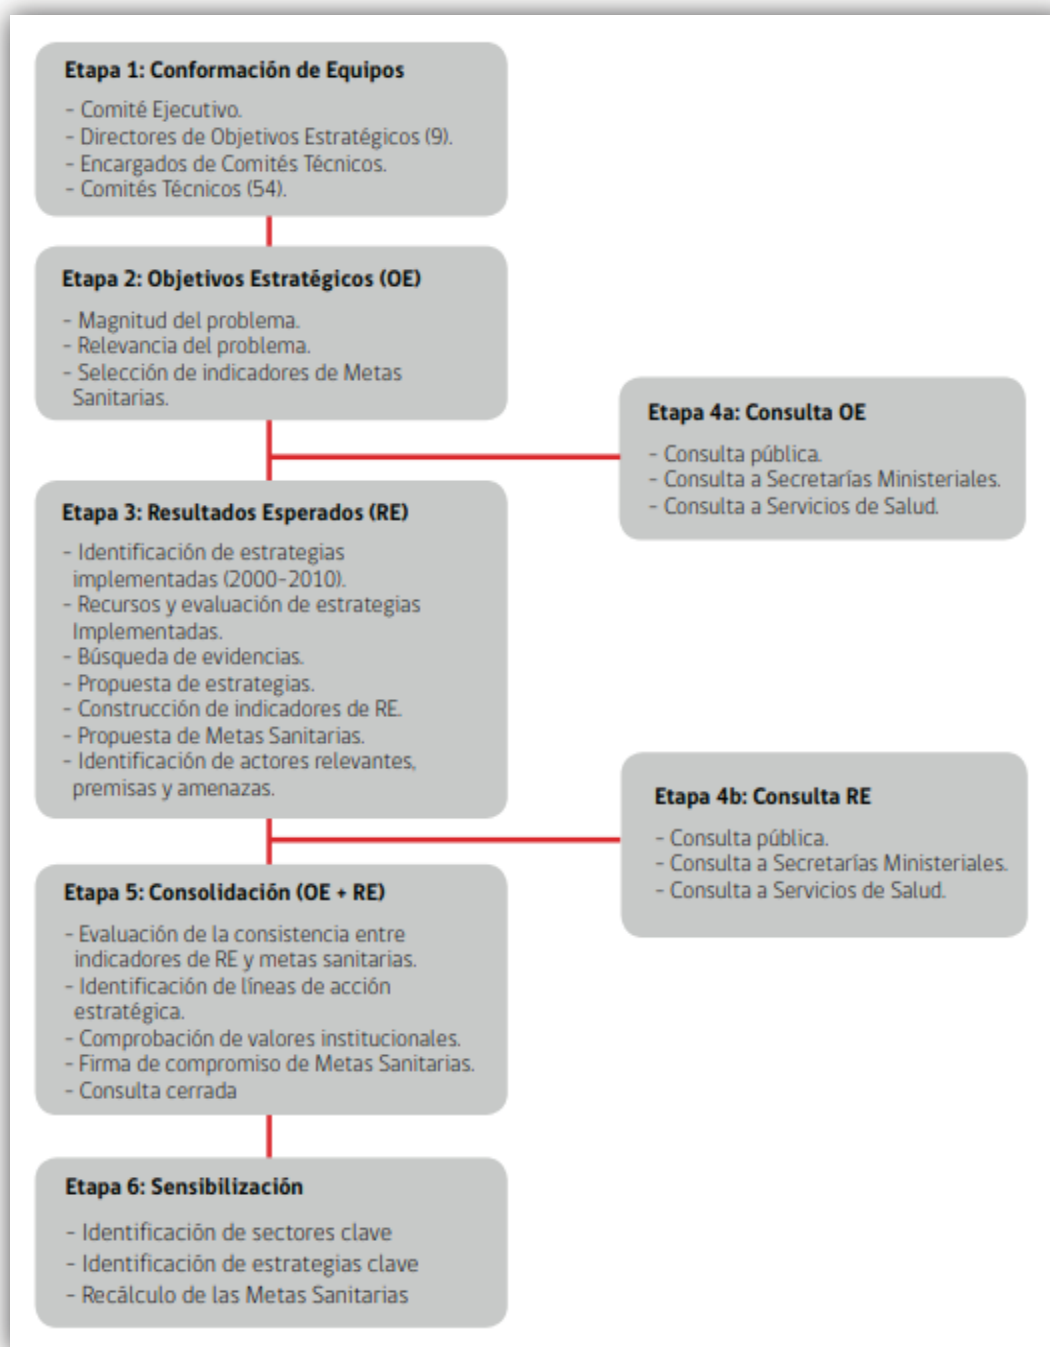 Etapa 1: Conformación de Equipos
- Comité Ejecutivo.
- Directores de Objetivos Estratégicos (9).
- Encargados de Comités Técnicos.
- Comités Técnicos (54).
Etapa 2: Objetivos Estratégicos (OE)
- Magnitud del problema.
- Relevancia del problema.
- Selección de indicadores de Metas
Sanitarias.
Etapa 4a: Consulta OE
- Consulta pública.
- Consulta a Secretarías Ministeriales.
- Consulta a Servicios de Salud.
Etapa 3: Resultados Esperados (RE)
- Identificación de estrategias
implementadas (2000-2010).
- Recursos y evaluación de estrategias
Implementadas.
- Búsqueda de evidencias.
- Propuesta de estrategias.
- Construcción de indicadores de RE.
- Propuesta de Metas Sanitarias.
- Identificación de actores relevantes,
premisas y amenazas.
Etapa 4b: Consulta RE
- Consulta pública.
- Consulta a Secretarías Ministeriales.
- Consulta a Servicios de Salud.
Etapa 5: Consolidación (OE + RE)
- Evaluación de la consistencia entre
indicadores de RE y metas sanitarias.
- Identificación de líneas de acción
estratégica.
- Comprobación de valores institucionales.
- Firma de compromiso de Metas Sanitarias.
- Consulta cerrada
Etapa 6: Sensibilización
- Identificación de sectores clave
- Identificación de estrategias clave
- Recálculo de las Metas Sanitarias